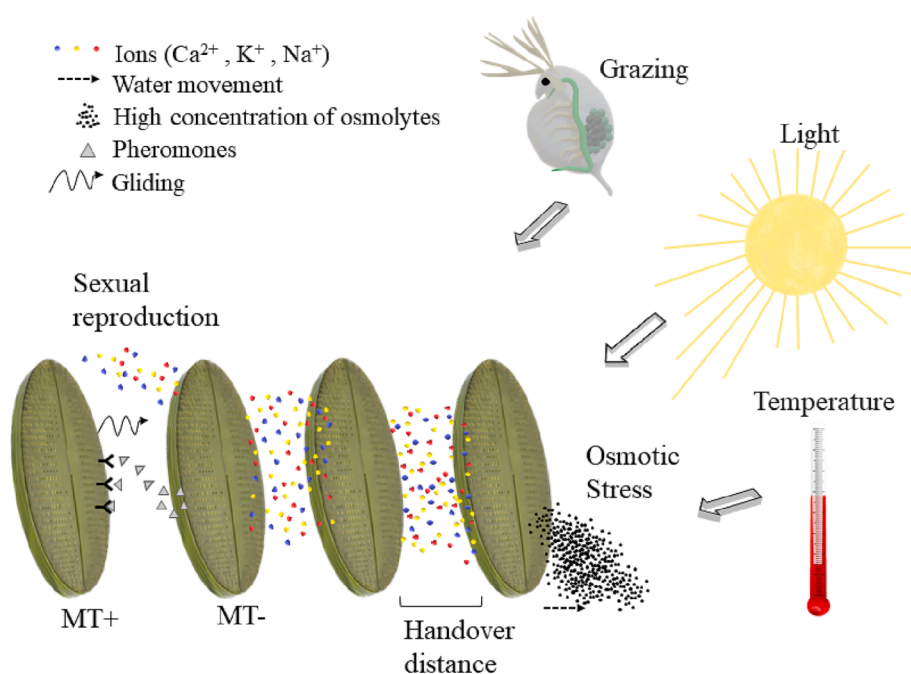 Ions (Ca²⁺ , K⁺ , Na⁺)
Water movement
High concentration of osmolytes
Pheromones
Gliding
Grazing
Light
Sexual
reproduction
Temperature
Osmotic
Stress
MT+
MT-
Handover
distance